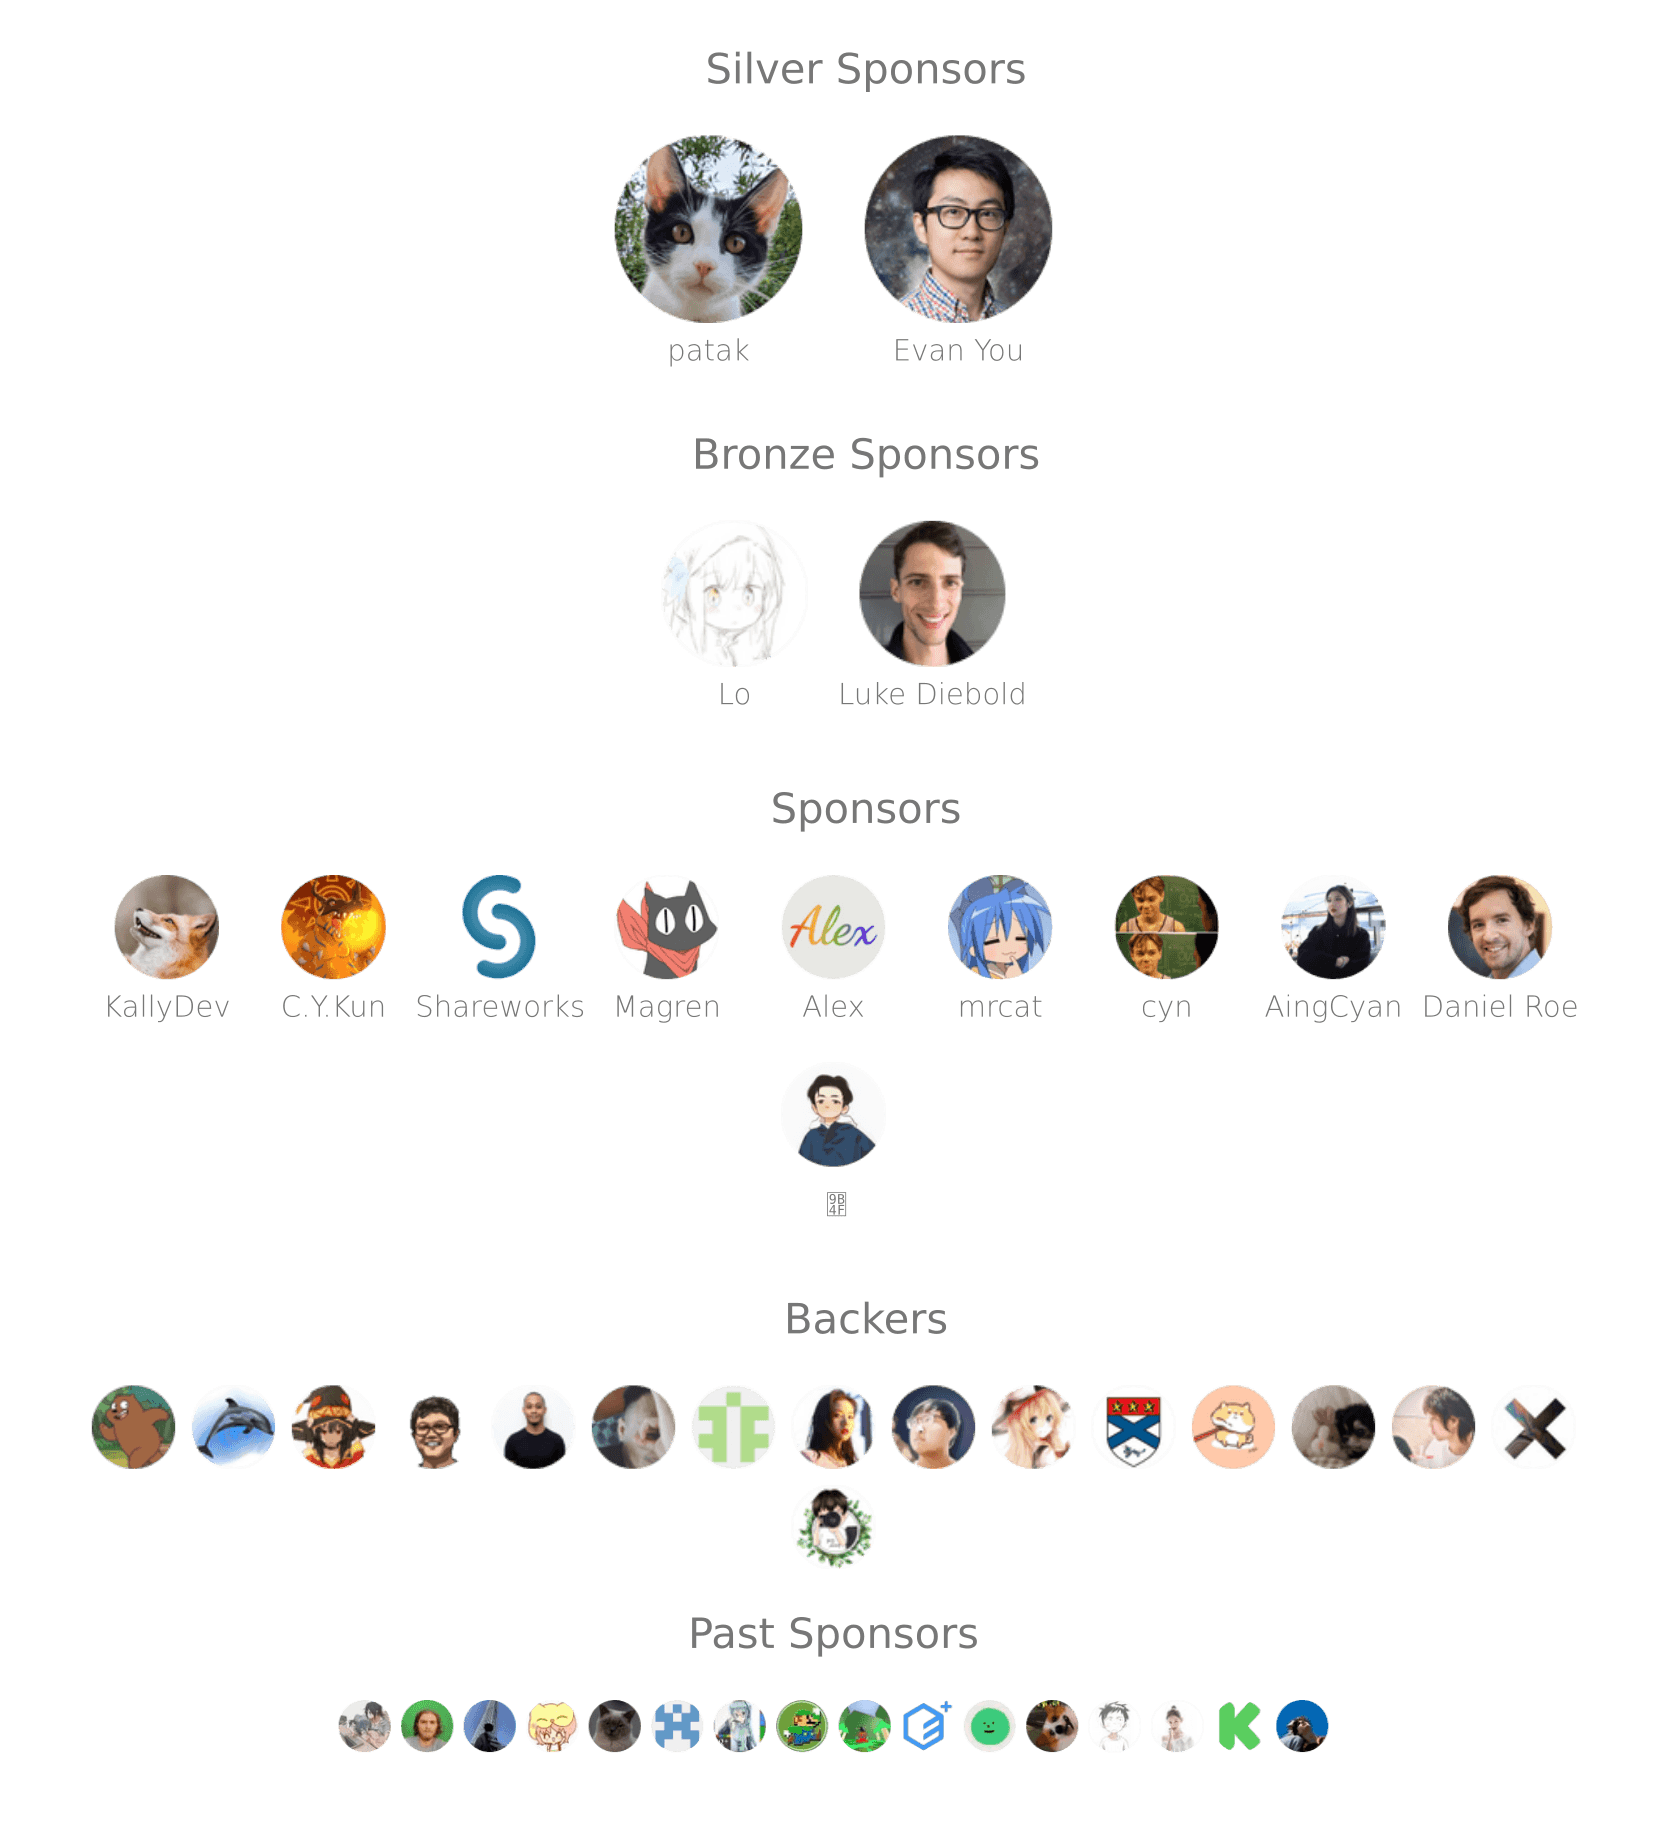 Silver Sponsors
patak
Evan You
Bronze Sponsors
Lo
Luke Diebold
Sponsors
Alex
KallyDev
C.Y.Kun
Shareworks
Magren
Alex
mrcat
cyn
AingCyan
Daniel Roe
Backers
Past Sponsors